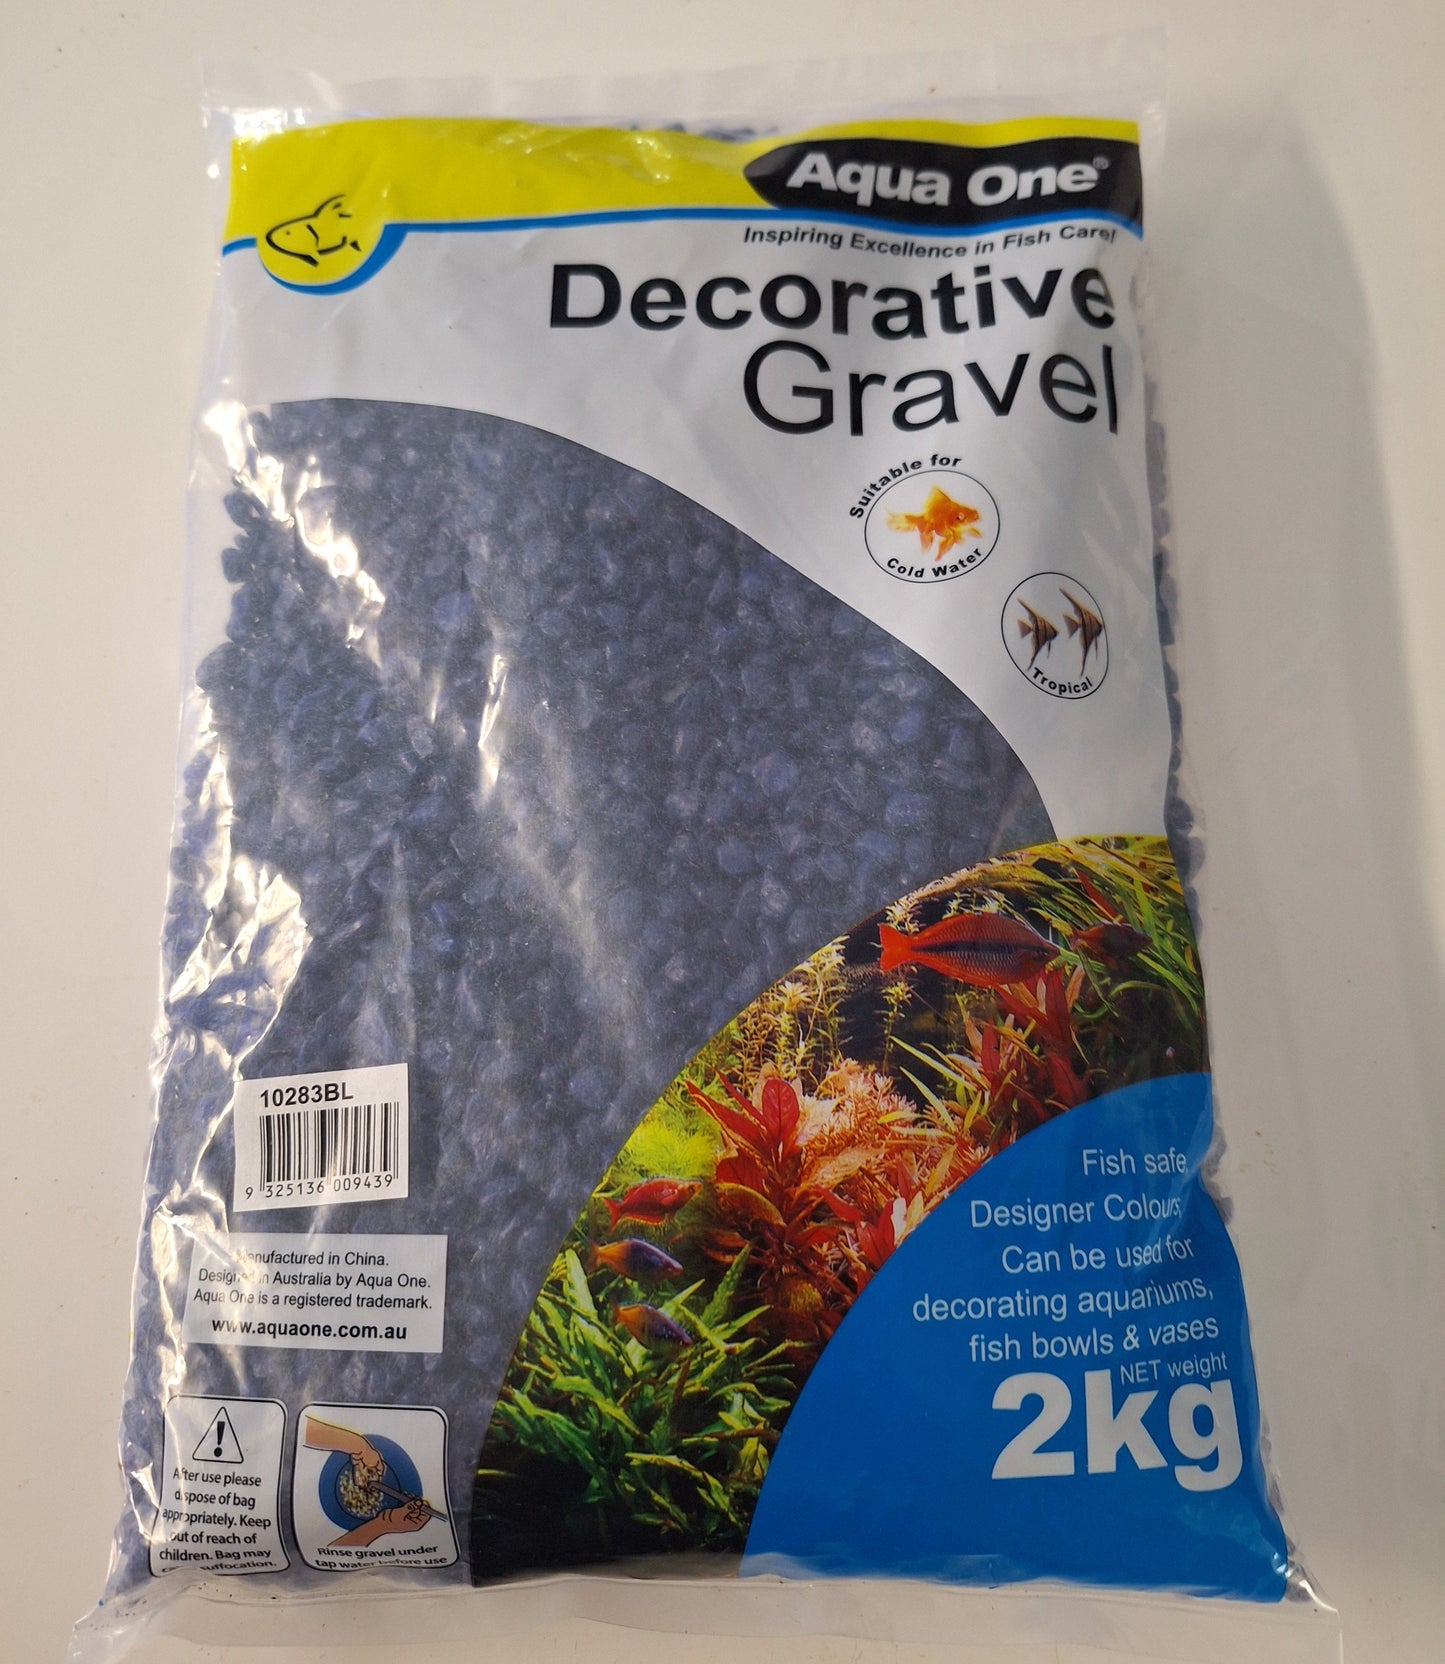 Aqua One®
Inspiring Excellence in Fish Care!
Decorative
Gravel
Suitable for
Cold Water
Tropical
10283BL
9 325136 009439
Manufactured in China.
Designed in Australia by Aqua One.
Aqua One is a registered trademark.
www.aquaone.com.au
Fish safe,
Designer Colours,
Can be used for
decorating aquariums,
fish bowls & vases
NET weight
2kg
After use please
dispose of bag
appropriately. Keep
out of reach of
children. Bag may
suffocation.
Rinse gravel under
tap water before use